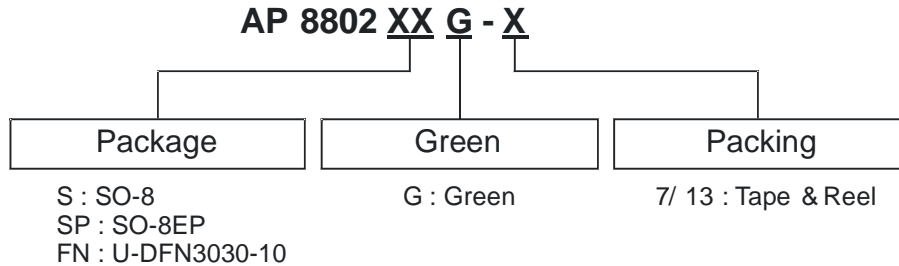 AP 8802 XX G - X
Package
Green
Packing
S : SO-8
G : Green
7/ 13 : Tape & Reel
SP : SO-8EP
FN : U-DFN3030-10